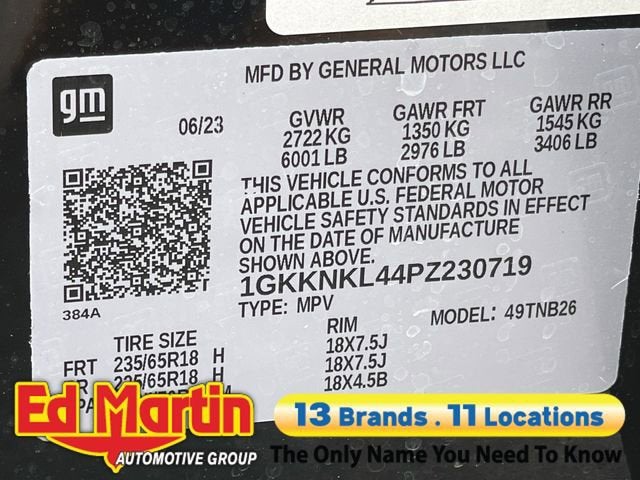 MFD BY GENERAL MOTORS LLC
gm
06/23
GVWR
2722 KG
6001 LB
GAWR FRT
1350 KG
2976 LB
GAWR RR
1545 KG
3406 LB
THIS VEHICLE CONFORMS TO ALL
APPLICABLE U.S. FEDERAL MOTOR
VEHICLE SAFETY STANDARDS IN EFFECT
ON THE DATE OF MANUFACTURE
SHOWN ABOVE.
1GKKNKL44PZ230719
384A
TYPE: MPV
MODEL: 49TNB26
TIRE SIZE
RIM
FRT 235/65R18 H 18X7.5J
235/65R18 H 18X7.5J
18X4.5B
Ed Martin
AUTOMOTIVE GROUP
13 Brands . 11 Locations
The Only Name You Need To Know